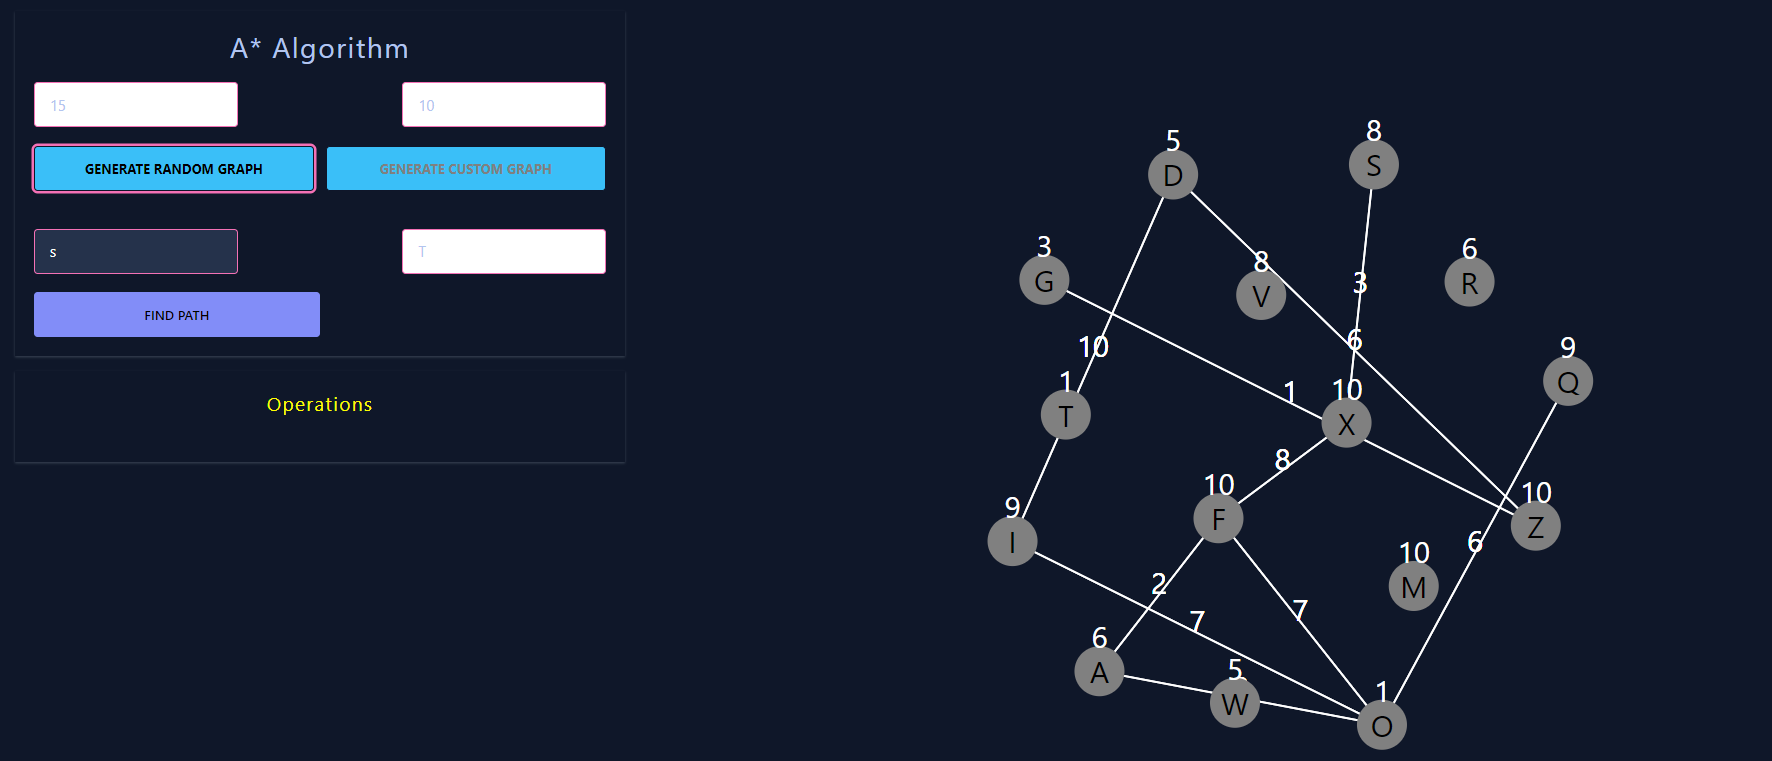 A* Algorithm
15
10
GENERATE RANDOM GRAPH
GENERATE CUSTOM GRAPH
s
T
FIND PATH
Operations
8
S
5
D
3
G
8
V
6
R
3
6
10
9
Q
1
T
1
10
X
8
10
F
10
Z
9
I
6
10
M
2
7
7
6
A
5
W
1
O